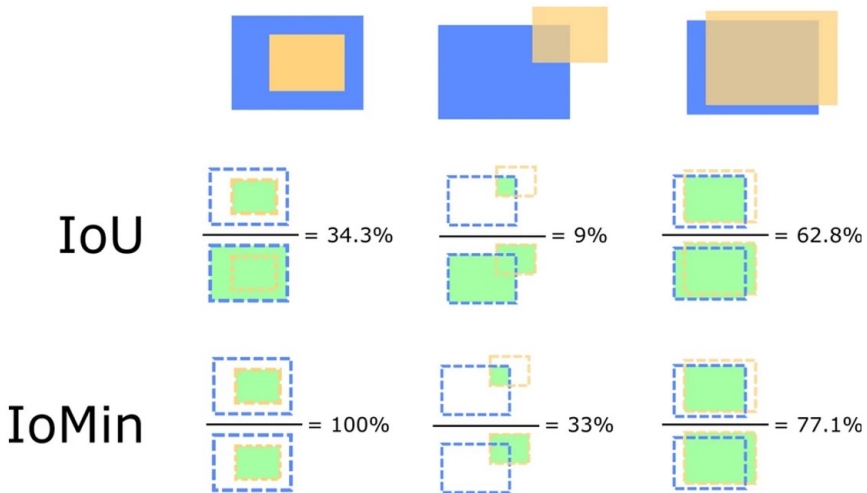 IoU = 34.3% = 9% = 62.8%
IoMin = 100% = 33% = 77.1%